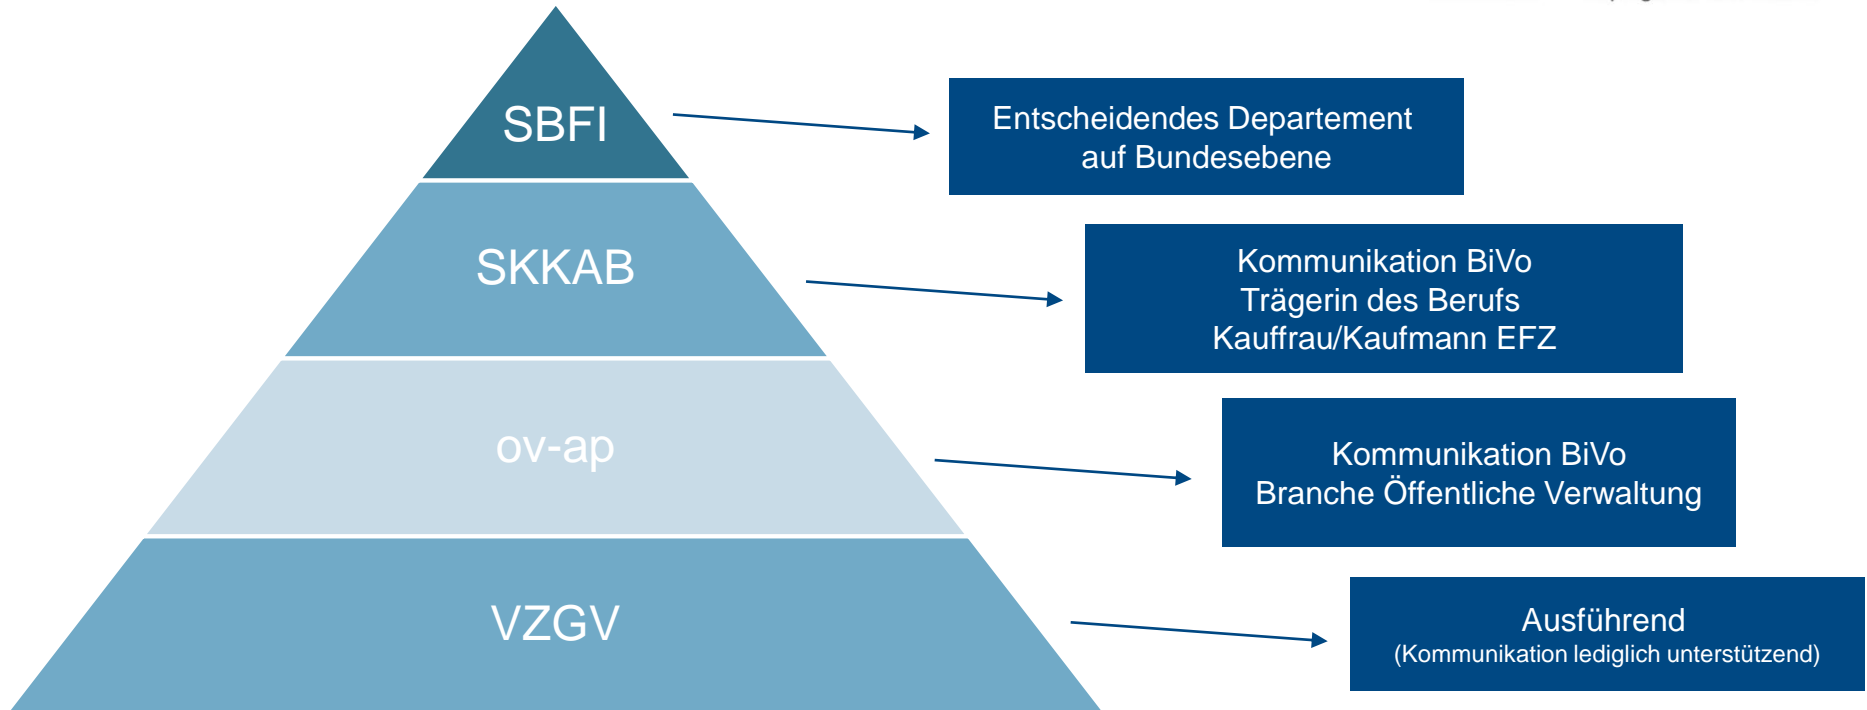 SBFI
Entscheidendes Departement
auf Bundesebene
SKKAB
Kommunikation BiVo
Trägerin des Berufs
Kauffrau/Kaufmann EFZ
ov-ap
Kommunikation BiVo
Branche Öffentliche Verwaltung
VZGV
Ausführend
(Kommunikation lediglich unterstützend)